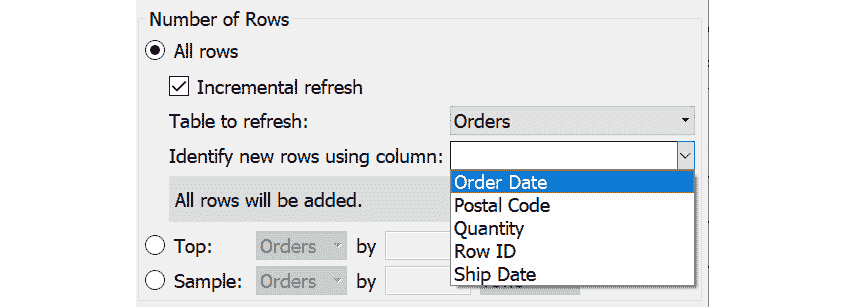 Number of Rows
All rows
Incremental refresh
Table to refresh: Orders
Identify new rows using column:
Order Date
Postal Code
Quantity
Row ID
Ship Date
All rows will be added.
Top: Orders by
Sample: Orders by